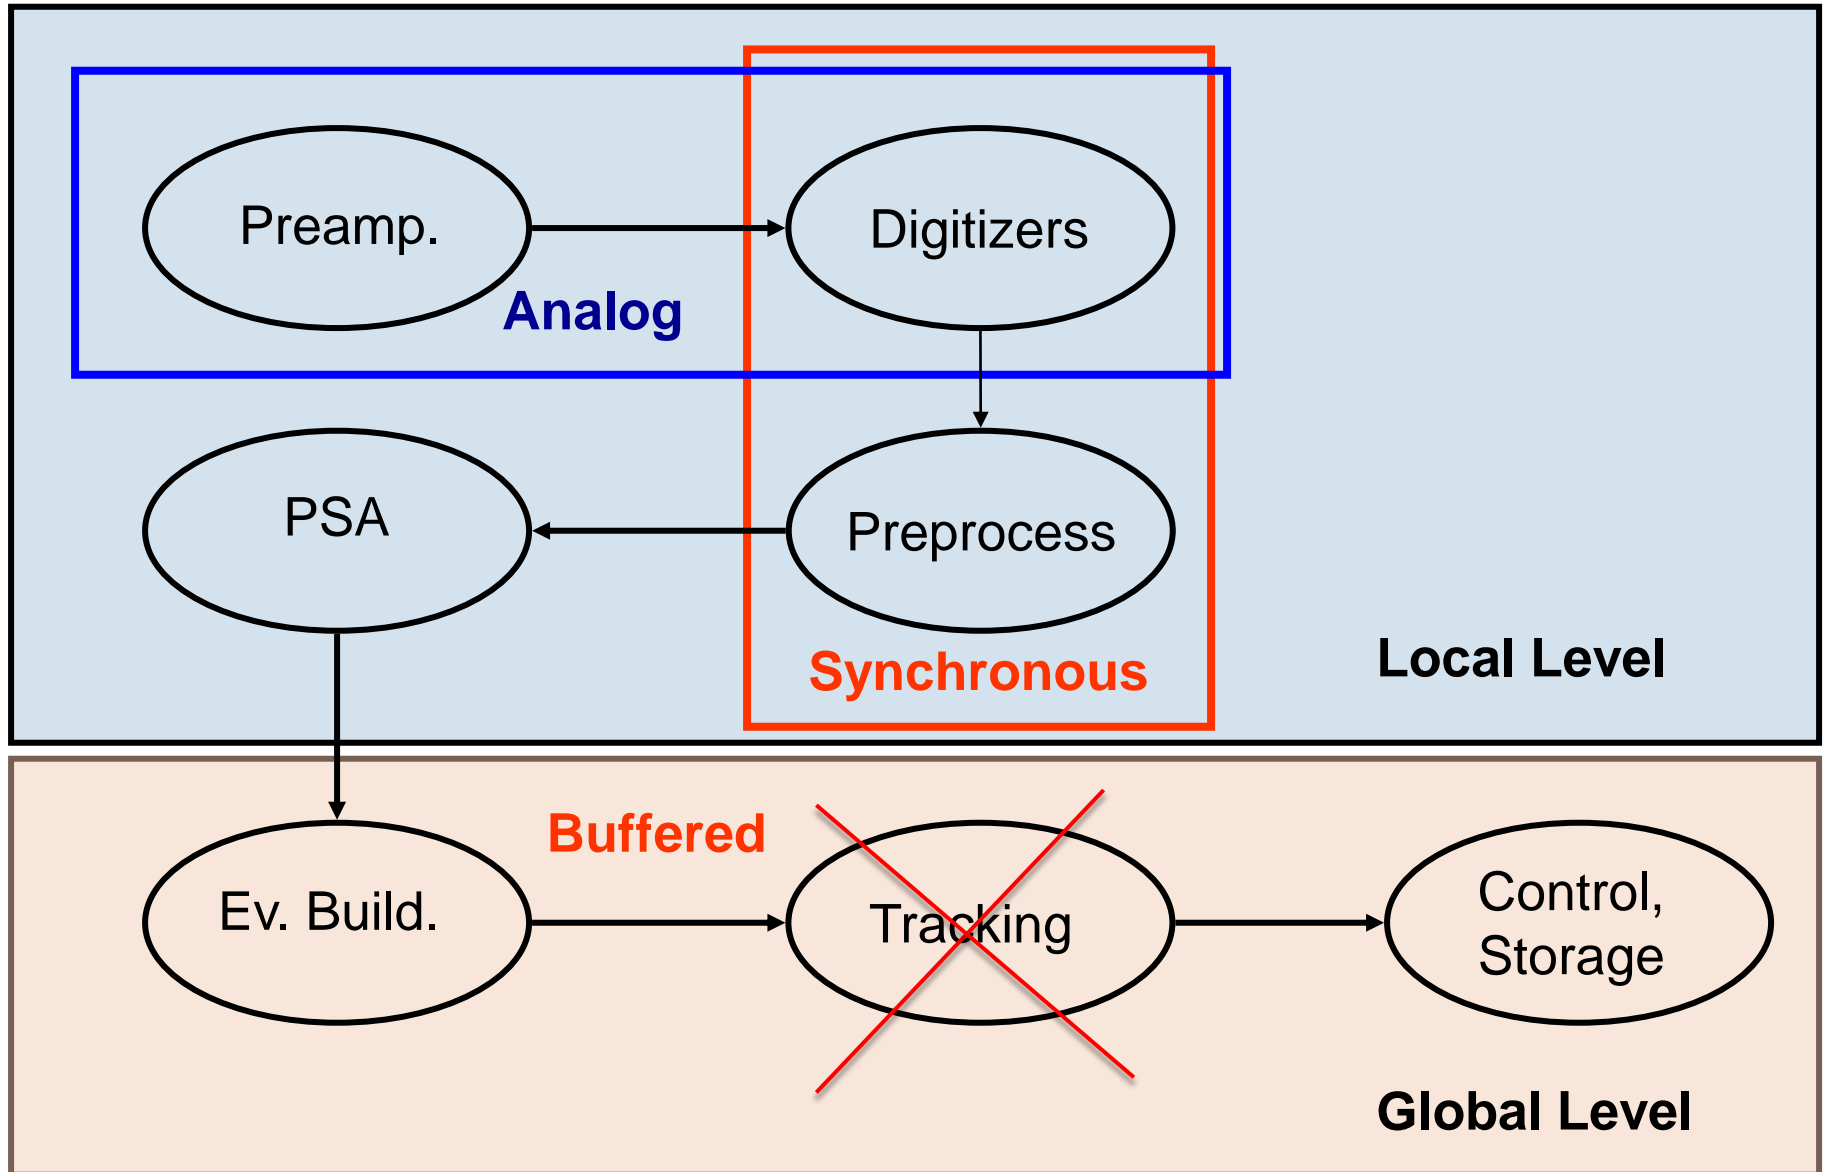 Preamp.
Digitizers
Analog
PSA
Preprocess
Synchronous
Local Level
Buffered
Ev. Build.
Tracking
Control,
Storage
Global Level